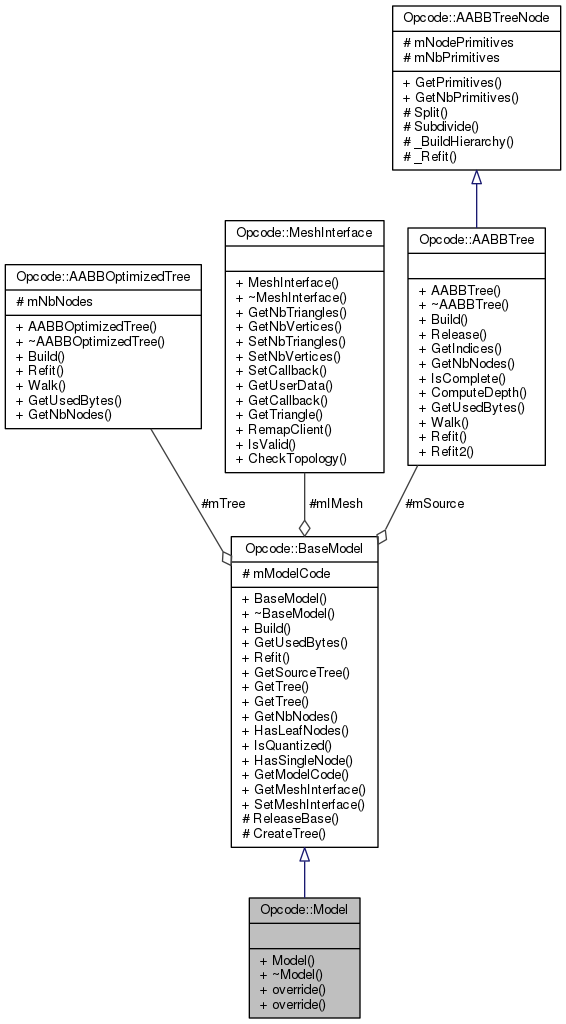 Opcode::AABBTreeNode
# mNodePrimitives
# mNbPrimitives
+ GetPrimitives()
+ GetNbPrimitives()
# Split()
# Subdivide()
# _BuildHierarchy()
# _Refit()
Opcode::MeshInterface
+ MeshInterface()
+ ~MeshInterface()
+ GetNbTriangles()
+ GetNbVertices()
+ SetNbTriangles()
+ SetNbVertices()
+ SetCallback()
+ GetUserData()
+ GetCallback()
+ GetTriangle()
+ RemapClient()
+ IsValid()
+ CheckTopology()
Opcode::AABBTree
+ AABBTree()
+ ~AABBTree()
+ Build()
+ Release()
+ GetIndices()
+ GetNbNodes()
+ IsComplete()
+ ComputeDepth()
+ GetUsedBytes()
+ Walk()
+ Refit()
+ Refit2()
Opcode::AABBOptimizedTree
# mNbNodes
+ AABBOptimizedTree()
+ ~AABBOptimizedTree()
+ Build()
+ Refit()
+ Walk()
+ GetUsedBytes()
+ GetNbNodes()
#mTree
#mIMesh
#mSource
Opcode::BaseModel
# mModelCode
+ BaseModel()
+ ~BaseModel()
+ Build()
+ GetUsedBytes()
+ Refit()
+ GetSourceTree()
+ GetTree()
+ GetTree()
+ GetNbNodes()
+ HasLeafNodes()
+ IsQuantized()
+ HasSingleNode()
+ GetModelCode()
+ GetMeshInterface()
+ SetMeshInterface()
# ReleaseBase()
# CreateTree()
Opcode::Model
+ Model()
+ ~Model()
+ override()
+ override()